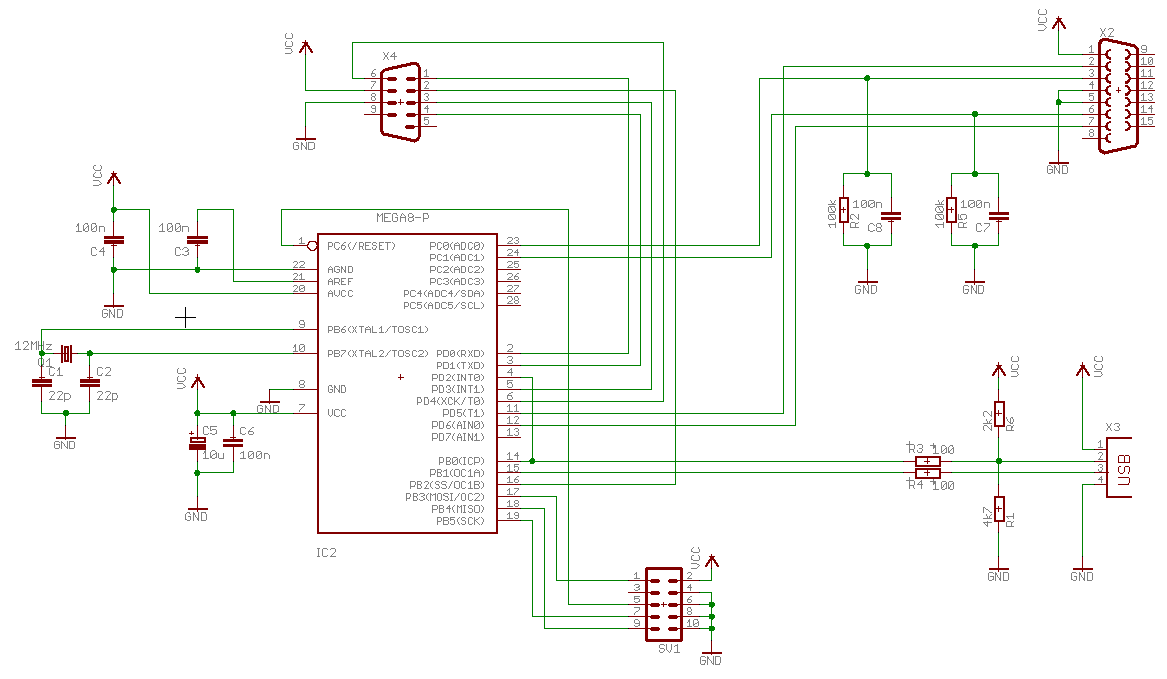 VCC
X4
6
7
8
9
1
2
3
4
5
GND
VCC
X2
1
2
3
4
5
6
7
8
9
10
11
12
13
14
15
GND
VCC
100n
C4
100n
C3
GND
MEGA8-P
1
22
21
20
9
10
8
7
PC6(/RESET)
AGND
AREF
AVCC
PB6(XTAL1/TOSC1)
PB7(XTAL2/TOSC2)
GND
VCC
PC0(ADC0)
PC1(ADC1)
PC2(ADC2)
PC3(ADC3)
PC4(ADC4/SDA)
PC5(ADC5/SCL)
PD0(RXD)
PD1(TXD)
PD2(INT0)
PD3(INT1)
PD4(XCK/T0)
PD5(T1)
PD6(AIN0)
PD7(AIN1)
PB0(ICP)
PB1(OC1A)
PB2(SS/OC1B)
PB3(MOSI/OC2)
PB4(MISO)
PB5(SCK)
23
24
25
26
27
28
2
3
4
5
6
11
12
13
14
15
16
17
18
19
IC2
100k
R2
100n
C8
GND
100k
R5
100n
C7
GND
12MHz
Q1
C1
22p
C2
22p
GND
VCC
C5
10u
C6
100n
GND
GND
R3
100
R4
100
VCC
2k2
R6
4k7
R1
GND
VCC
X3
1
2
3
4
USB
GND
1
3
5
7
9
2
4
6
8
10
VCC
SV1
GND